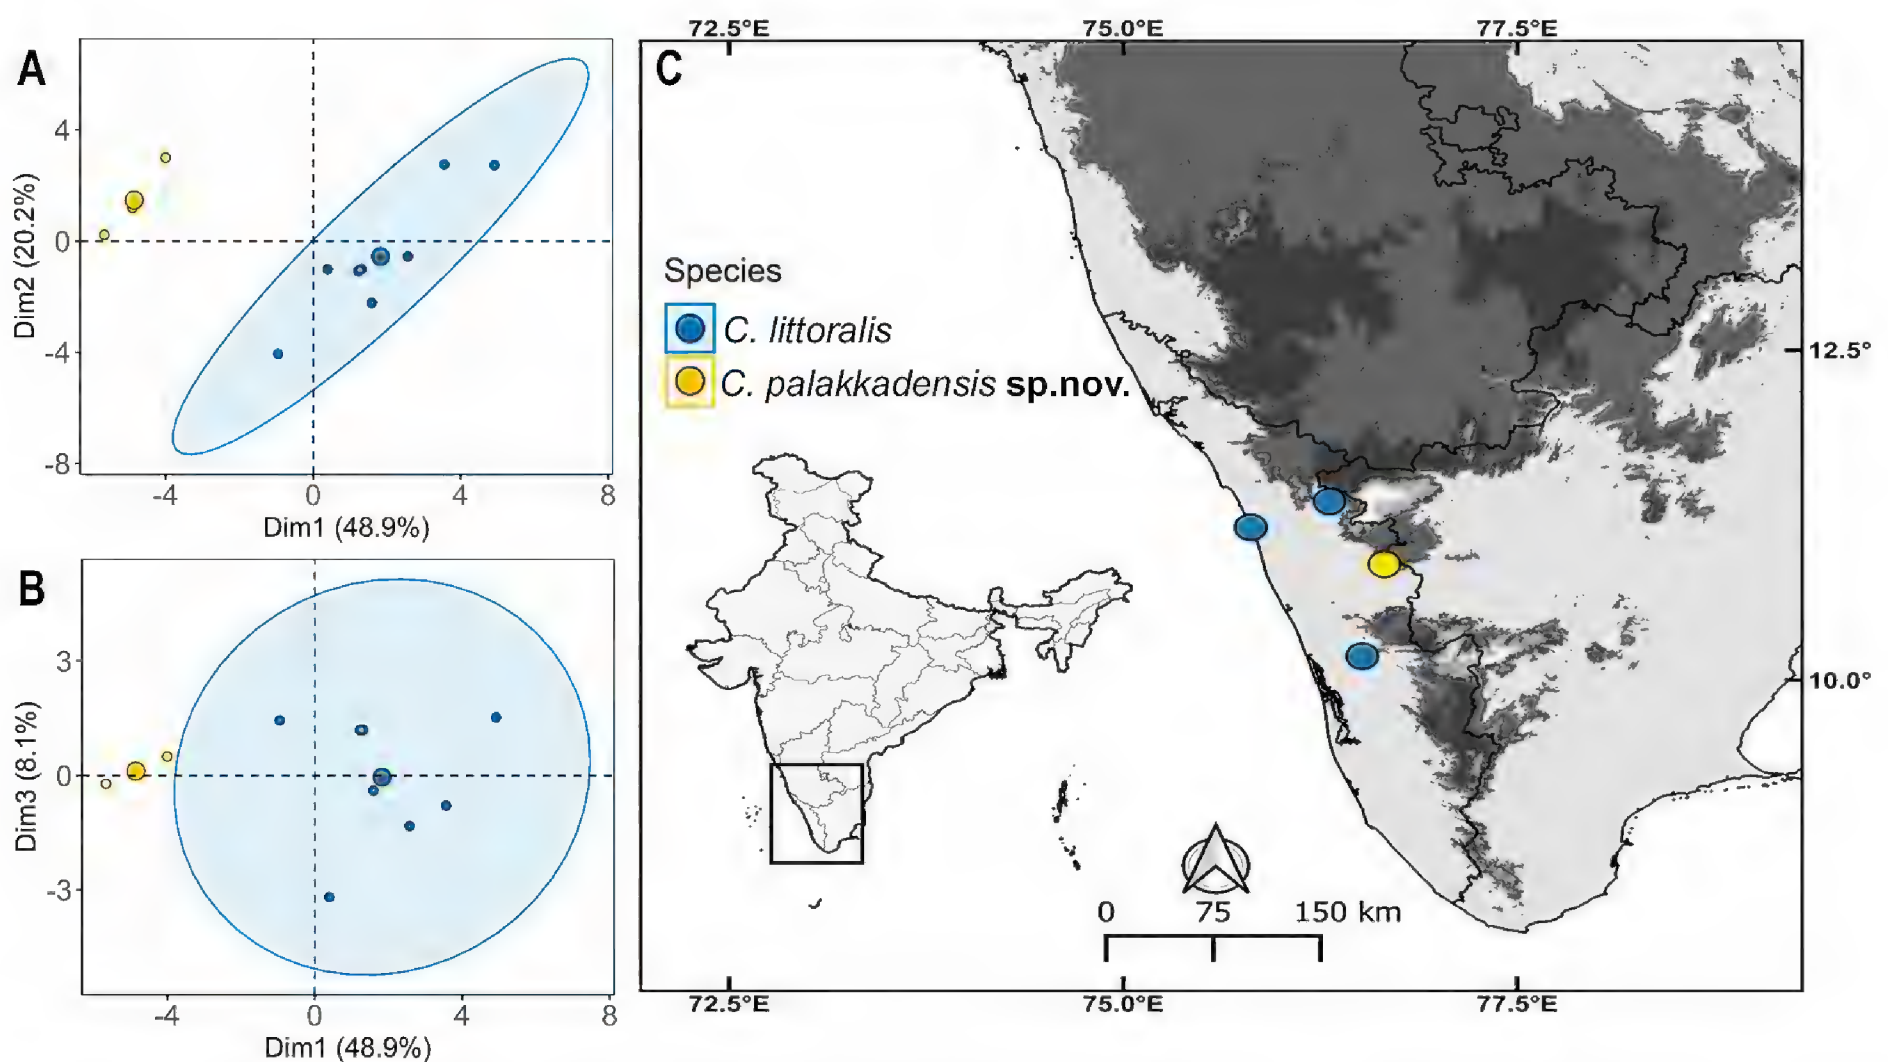 A
4
0
-4
-8
Dim2 (20.2%)
-4 0 4 8
Dim1 (48.9%)
B
3
0
-3
Dim3 (8.1%)
-4 0 4 8
Dim1 (48.9%)
72.5°E 75.0°E 77.5°E
C
Species
C. littoralis
C. palakkadensis sp.nov.
12.5°
10.0°
0 75 150 km
72.5°E 75.0°E 77.5°E